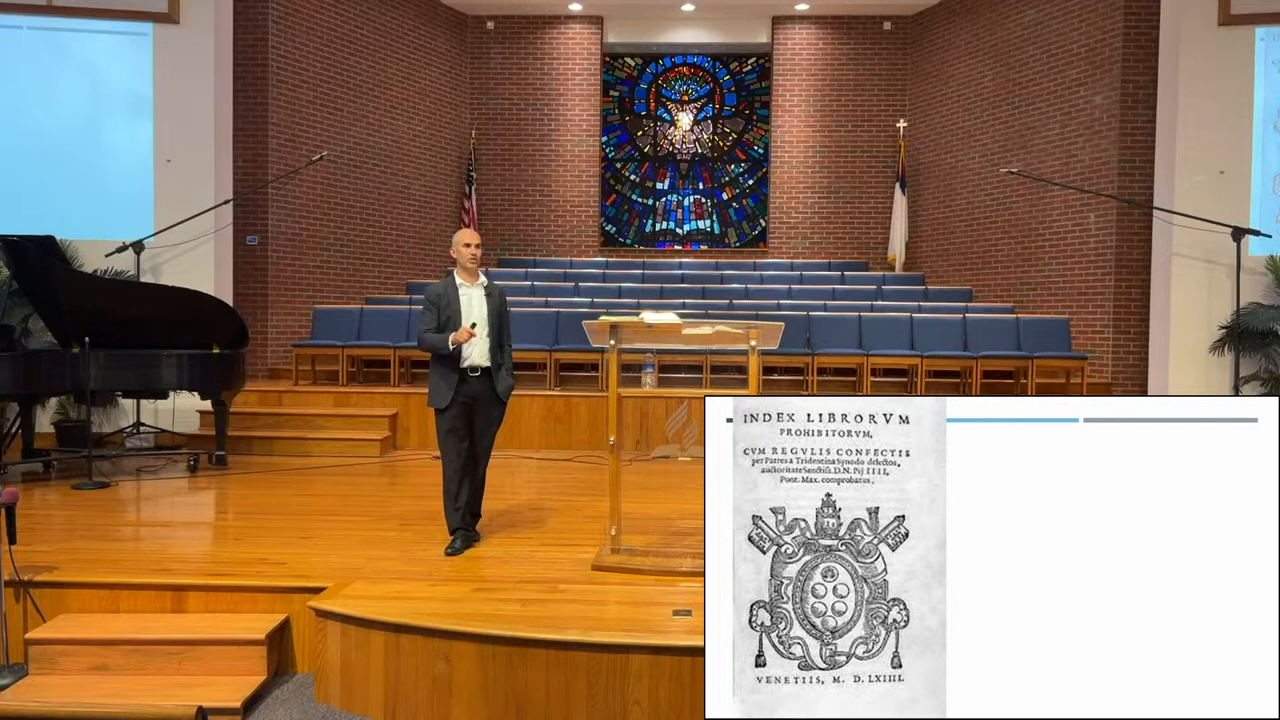 INDEX LIBRORVM
PROHIBITORVM,
CVM REGVLIS CONFECTIS
per Patres a Tridentina Synodo delectos,
auctoritate Sanctiss. D. N. Pij IIII,
Pont. Max. comprobatus.
VENETIIS, M. D. LXIIII.